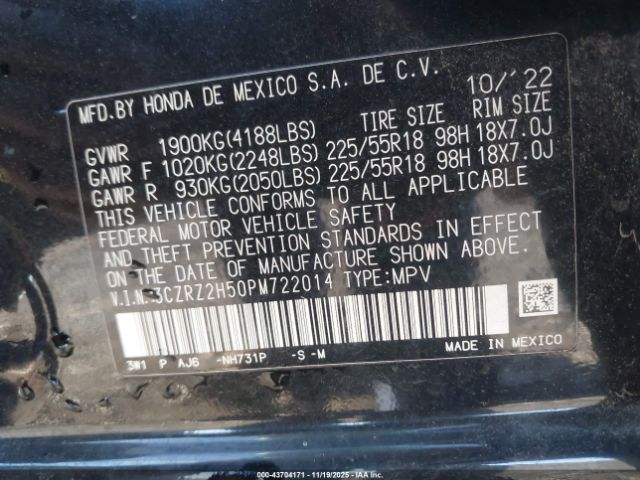 MFD.BY HONDA DE MEXICO S.A. DE C.V. 10/'22
TIRE SIZE RIM SIZE
GVWR 1900KG(4188LBS)
GAWR F 1020KG(2248LBS) 225/55R18 98H 18X7.0J
GAWR R 930KG(2050LBS) 225/55R18 98H 18X7.0J
THIS VEHICLE CONFORMS TO ALL APPLICABLE
FEDERAL MOTOR VEHICLE SAFETY
AND THEFT PREVENTION STANDARDS IN EFFECT
ON THE DATE OF MANUFACTURE SHOWN ABOVE.
V.I.N.:3CZRZ2H50PM722014 TYPE:MPV
3W1 P AJ6 -NH731P -S -M
MADE IN MEXICO
4
000-43704171 - 11/19/2025 - IAA Inc.